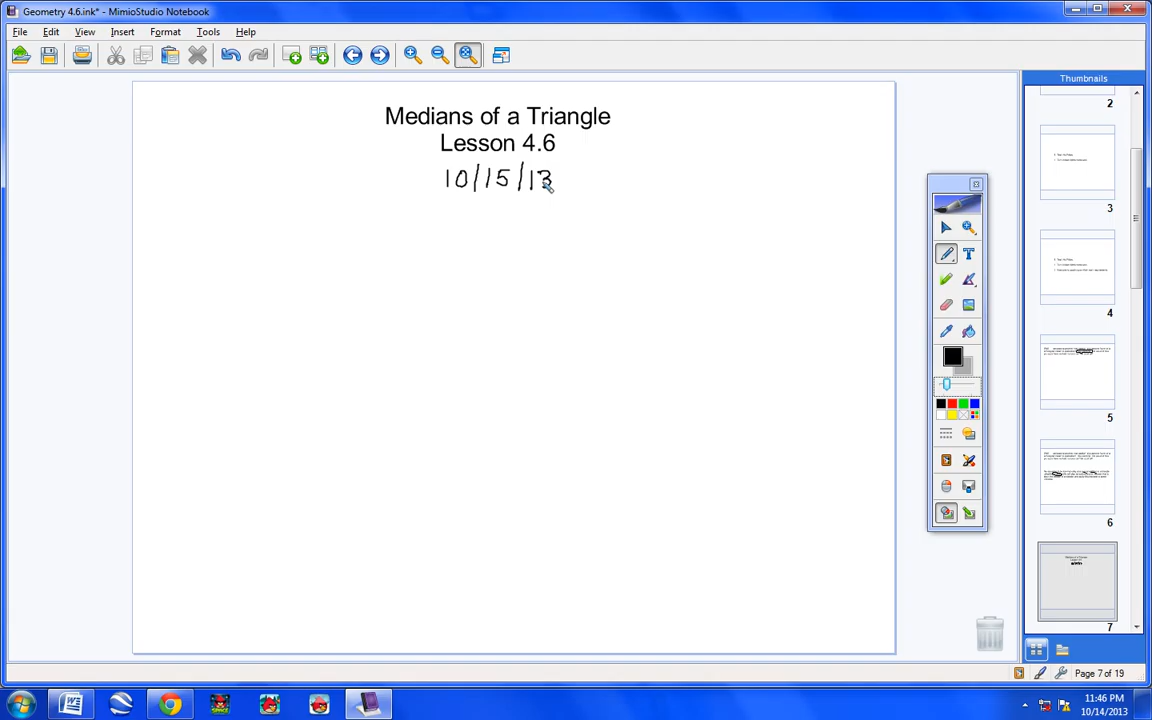 Geometry 4.6.ink* - MimioStudio Notebook
File Edit View Insert Format Tools Help
Thumbnails
Medians of a Triangle
Lesson 4.6
10/15/13
2
3
4
5
6
7
Page 7 of 19
11:46 PM
10/14/2013